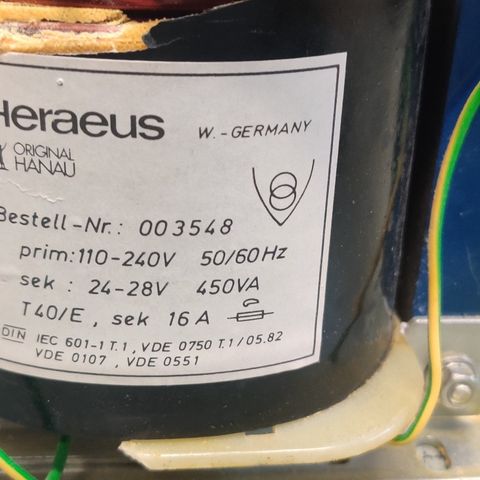 Heraeus W.-GERMANY
ORIGINAL
HANAU
Bestell-Nr.: 003548
prim:110-240V 50/60Hz
sek : 24-28V 450VA
T40/E, sek 16A
DIN IEC 601-1 T.1, VDE 0750 T.1/05.82
VDE 0107, VDE 0551